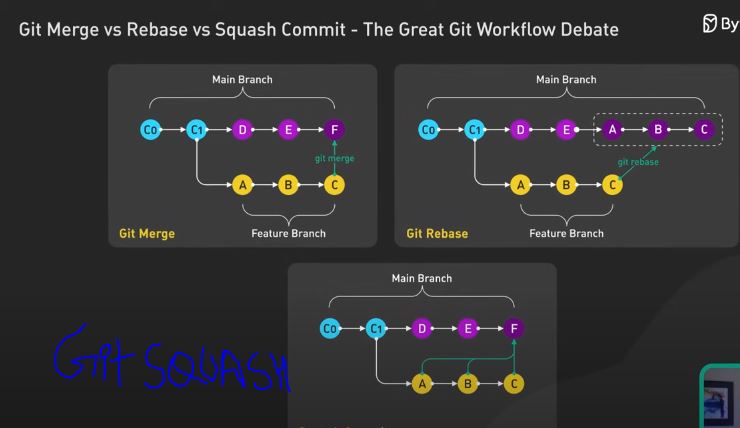 Git Merge vs Rebase vs Squash Commit - The Great Git Workflow Debate
By
Main Branch
C0 C1 D E F
git merge
A B C
Git Merge
Feature Branch
Main Branch
C0 C1 D E A B C
git rebase
A B C
Git Rebase
Feature Branch
Main Branch
C0 C1 D E F
A B C
Git SQUASH